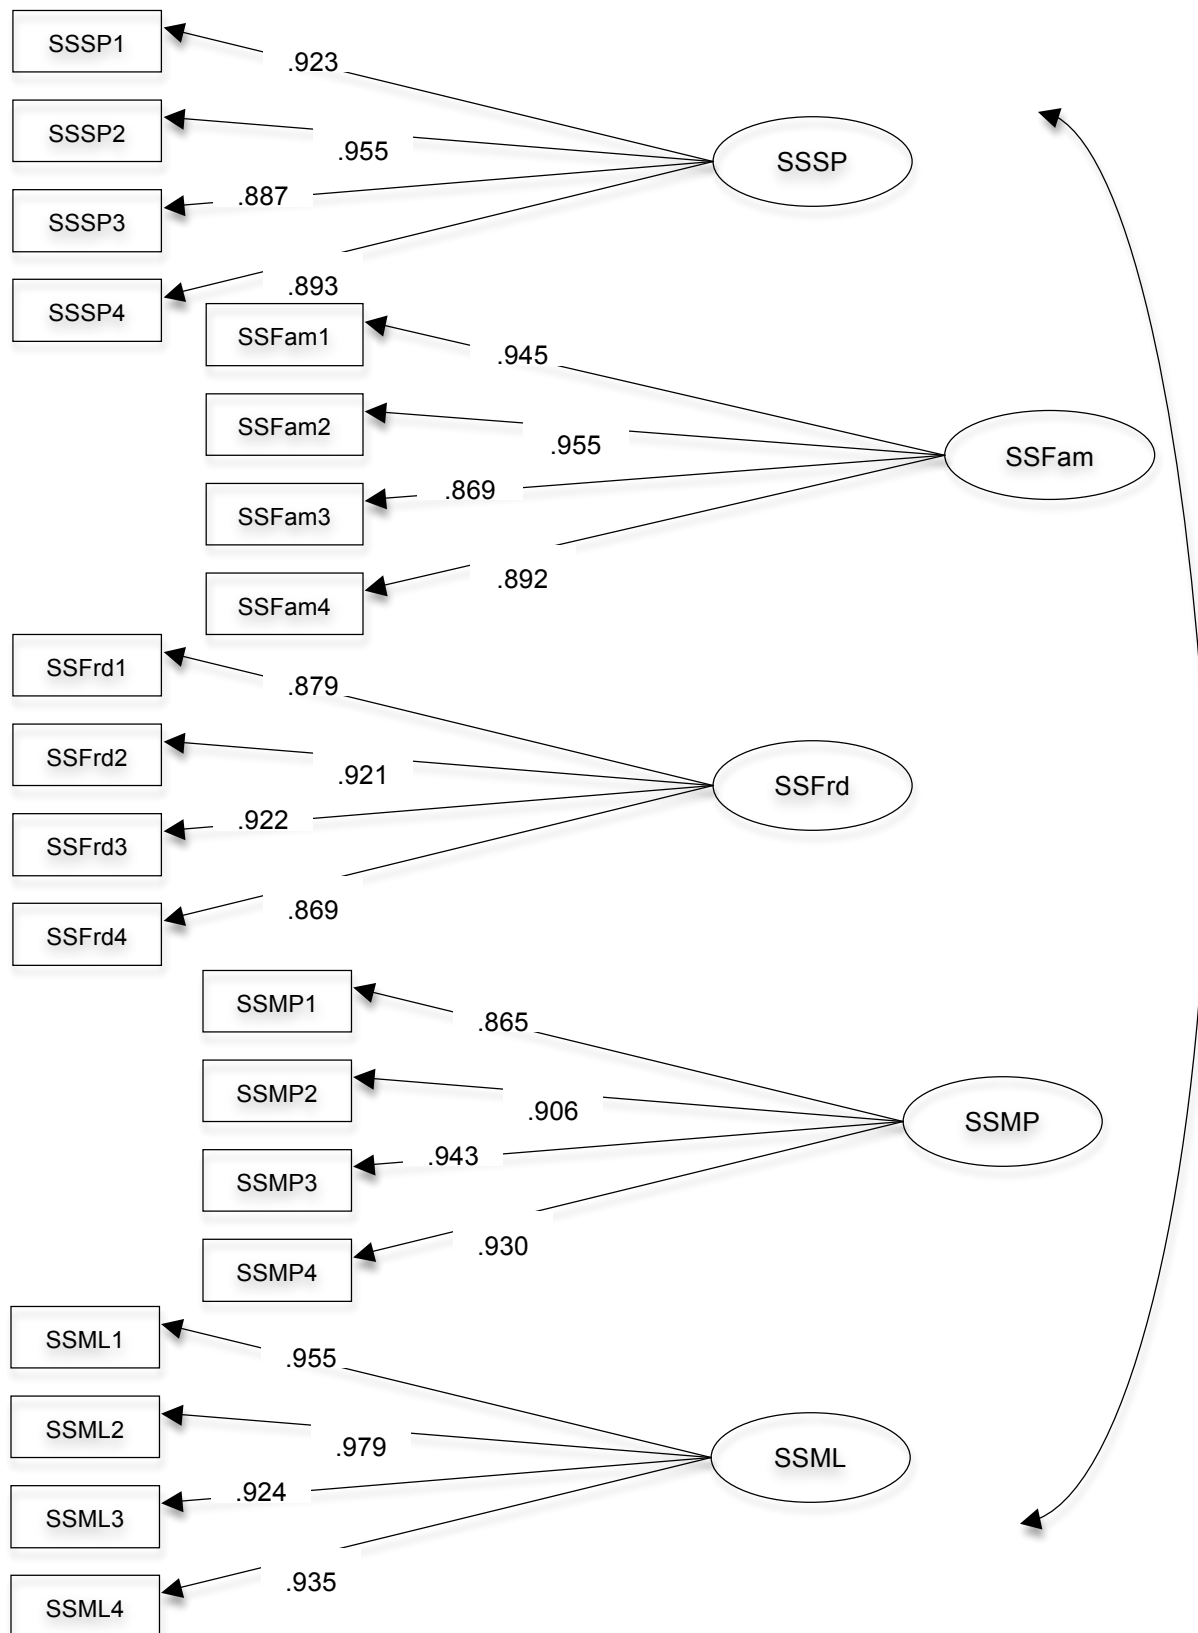 SSSP1
.923
SSSP2
.955
SSSP
.887
SSSP3
.893
SSSP4
SSFam1
.945
SSFam2
.955
SSFam
.869
SSFam3
.892
SSFam4
SSFrd1
.879
SSFrd2
.921
SSFrd
.922
SSFrd3
.869
SSFrd4
SSMP1
.865
SSMP2
.906
SSMP
.943
SSMP3
.930
SSMP4
SSML1
.955
SSML2
.979
SSML
.924
SSML3
.935
SSML4